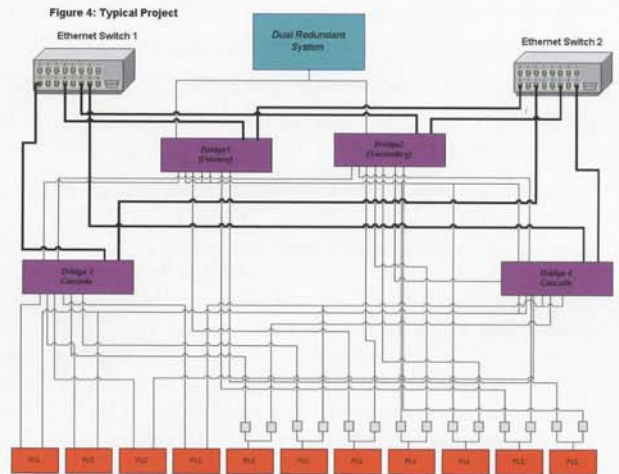 Figure 4: Typical Project
Ethernet Switch 1
Dual Redundant
System
Ethernet Switch 2
Bridge1
(Primary)
Bridge2
(Secondary)
Bridge 3
Cascade
Bridge 4
Cascade
PLC
PLC
PLC
PLC
PLC
PLC
PLC
PLC
PLC
PLC
PLC